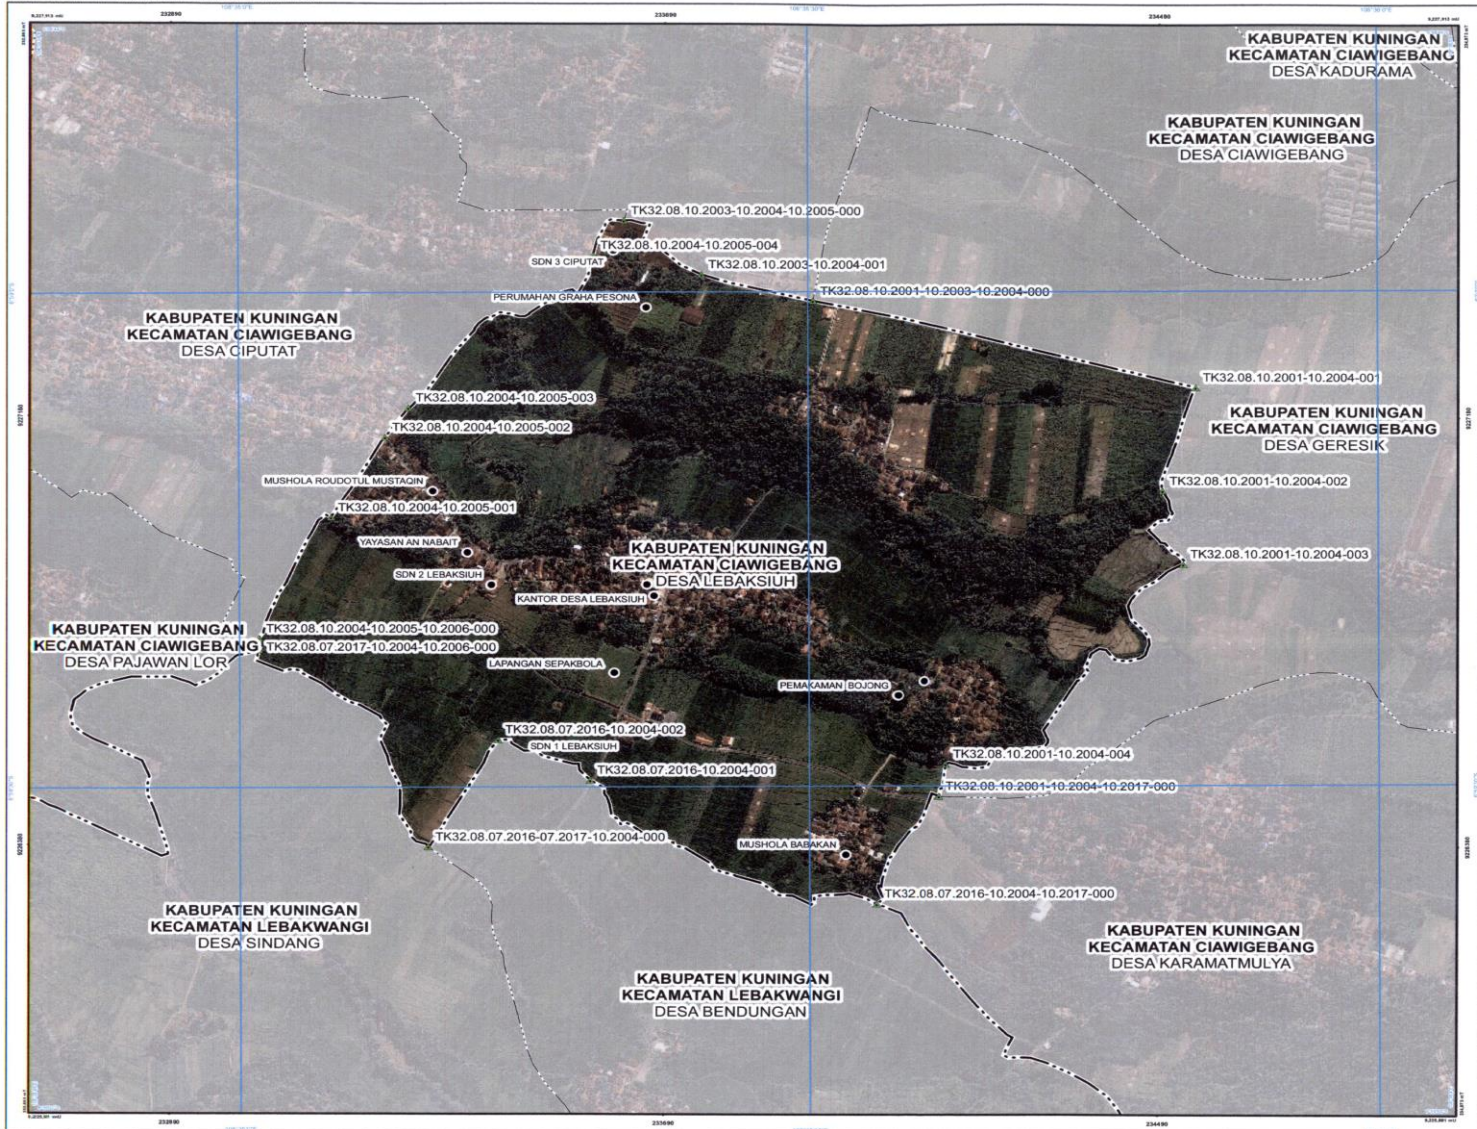 232890
233690
234490
KABUPATEN KUNINGAN
KECAMATAN CIAWIGEBANG
DESA KADURAMA
KABUPATEN KUNINGAN
KECAMATAN CIAWIGEBANG
DESA CIAWIGEBANG
TK32.08.10.2003-10.2004-10.2005-000
TK32.08.10.2004-10.2005-004
SDN 3 CIPUTAT
TK32.08.10.2003-10.2004-001
PERUMAHAN GRAHA PESONA
TK32.08.10.2001-10.2003-10.2004-000
KABUPATEN KUNINGAN
KECAMATAN CIAWIGEBANG
DESA CIPUTAT
TK32.08.10.2001-10.2004-001
TK32.08.10.2004-10.2005-003
KABUPATEN KUNINGAN
KECAMATAN CIAWIGEBANG
DESA GERESIK
9227180
TK32.08.10.2004-10.2005-002
9227180
MUSHOLA ROUDOTUL MUSTAQIN
TK32.08.10.2001-10.2004-002
TK32.08.10.2004-10.2005-001
YAYASAN AN NABAIT
TK32.08.10.2001-10.2004-003
KABUPATEN KUNINGAN
KECAMATAN CIAWIGEBANG
DESA LEBAKSIUH
SDN 2 LEBAKSIUH
KANTOR DESA LEBAKSIUH
TK32.08.10.2004-10.2005-10.2006-000
TK32.08.07.2017-10.2004-10.2006-000
KABUPATEN KUNINGAN
KECAMATAN CIAWIGEBANG
DESA PAJAWAN LOR
LAPANGAN SEPAKBOLA
PEMAKAMAN BOJONG
TK32.08.07.2016-10.2004-002
SDN 1 LEBAKSIUH
TK32.08.10.2001-10.2004-004
TK32.08.07.2016-10.2004-001
TK32.08.10.2001-10.2004-10.2017-000
TK32.08.07.2016-07.2017-10.2004-000
MUSHOLA BABAKAN
9226380
9226380
TK32.08.07.2016-10.2004-10.2017-000
KABUPATEN KUNINGAN
KECAMATAN LEBAKWANGI
DESA SINDANG
KABUPATEN KUNINGAN
KECAMATAN CIAWIGEBANG
DESA KARAMATMULYA
KABUPATEN KUNINGAN
KECAMATAN LEBAKWANGI
DESA BENDUNGAN
232890
233690
234490